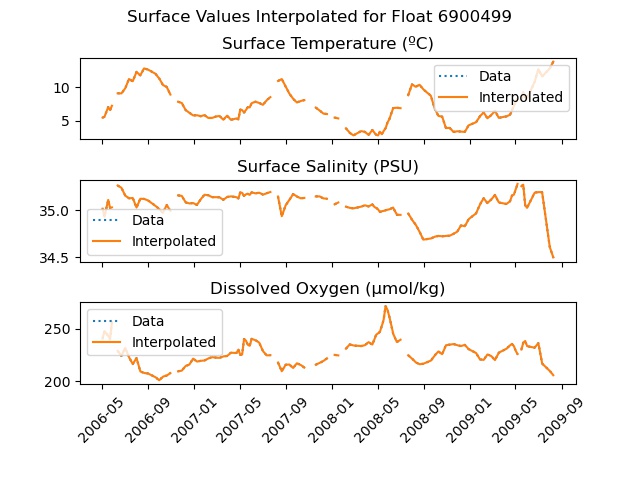 Surface Values Interpolated for Float 6900499
Surface Temperature (ºC)
10
5
Data
Interpolated
Surface Salinity (PSU)
35.0
34.5
Data
Interpolated
Dissolved Oxygen (µmol/kg)
250
200
Data
Interpolated
2006-05
2006-09
2007-01
2007-05
2007-09
2008-01
2008-05
2008-09
2009-01
2009-05
2009-09